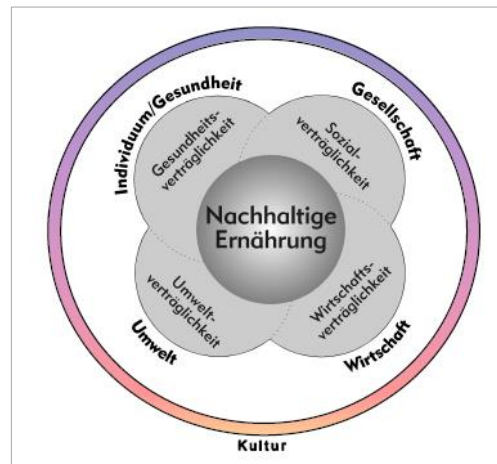 Individuum/Gesundheit
Gesundheits-
verträglichkeit
Gesellschaft
Sozial-
verträglichkeit
Nachhaltige
Ernährung
Umwelt-
verträglichkeit
Umwelt
Wirtschafts-
verträglichkeit
Wirtschaft
Kultur